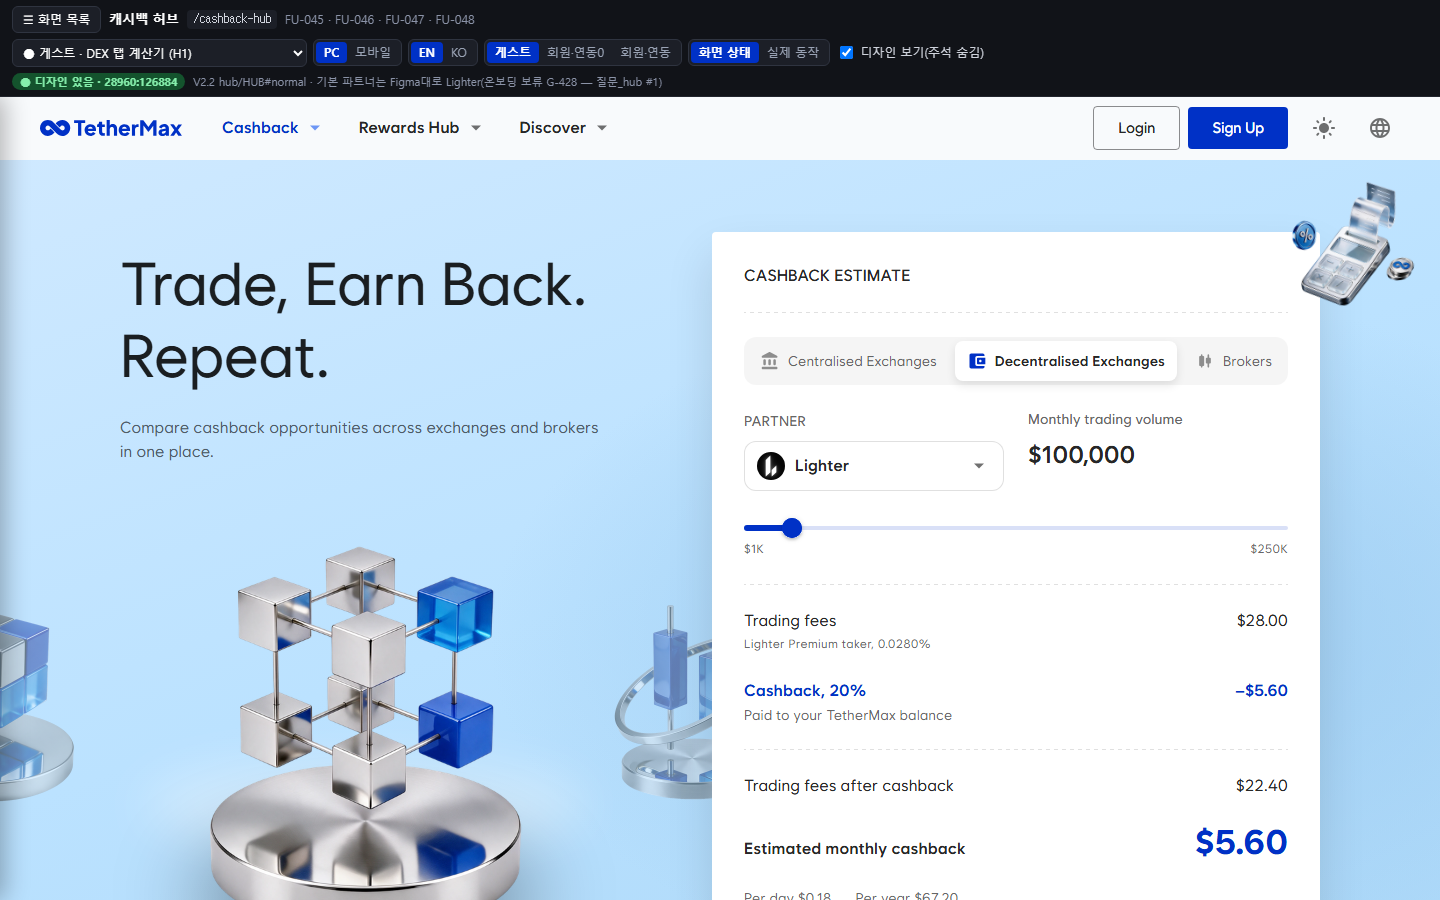 ☰ 화면 목록 캐시백 허브 /cashback-hub FU-045 · FU-046 · FU-047 · FU-048
● 게스트 · DEX 탭 계산기 (H1) PC 모바일 EN KO 게스트 회원·연동0 회원·연동 화면 상태 실제 동작 디자인 보기(주석 숨김)
● 디자인 있음 · 28960:126884 V2.2 hub/HUB#normal · 기본 파트너는 Figma대로 Lighter(온보딩 보류 G-428 — 질문_hub #1)
TetherMax Cashback Rewards Hub Discover Login Sign Up
Trade, Earn Back.
Repeat.
Compare cashback opportunities across exchanges and brokers
in one place.
CASHBACK ESTIMATE
Centralised Exchanges Decentralised Exchanges Brokers
PARTNER
Lighter
Monthly trading volume
$100,000
$1K $250K
Trading fees $28.00
Lighter Premium taker, 0.0280%
Cashback, 20% –$5.60
Paid to your TetherMax balance
Trading fees after cashback $22.40
Estimated monthly cashback $5.60
Per day $0.18 Per year $67.20